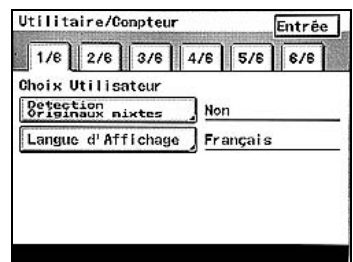 Utilitaire/Compteur Entrée
1/6 2/6 3/6 4/6 5/6 6/6
Choix Utilisateur
Detection
Originaux mixtes Non
Langue d'Affichage Français